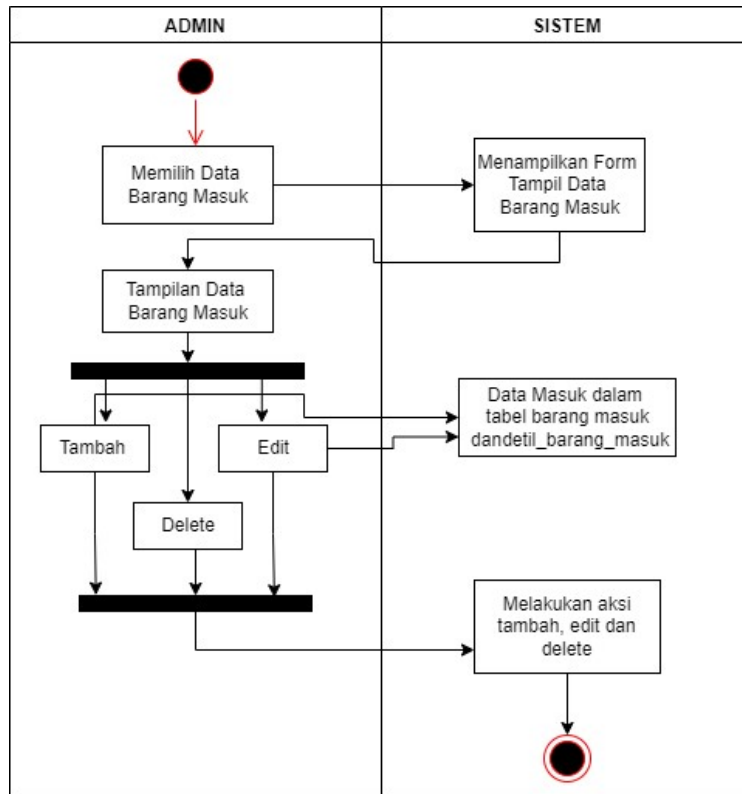 ADMIN
SISTEM
Memilih Data
Barang Masuk
Menampilkan Form
Tampil Data
Barang Masuk
Tampilan Data
Barang Masuk
Data Masuk dalam
tabel barang masuk
dandetil_barang_masuk
Tambah
Edit
Delete
Melakukan aksi
tambah, edit dan
delete